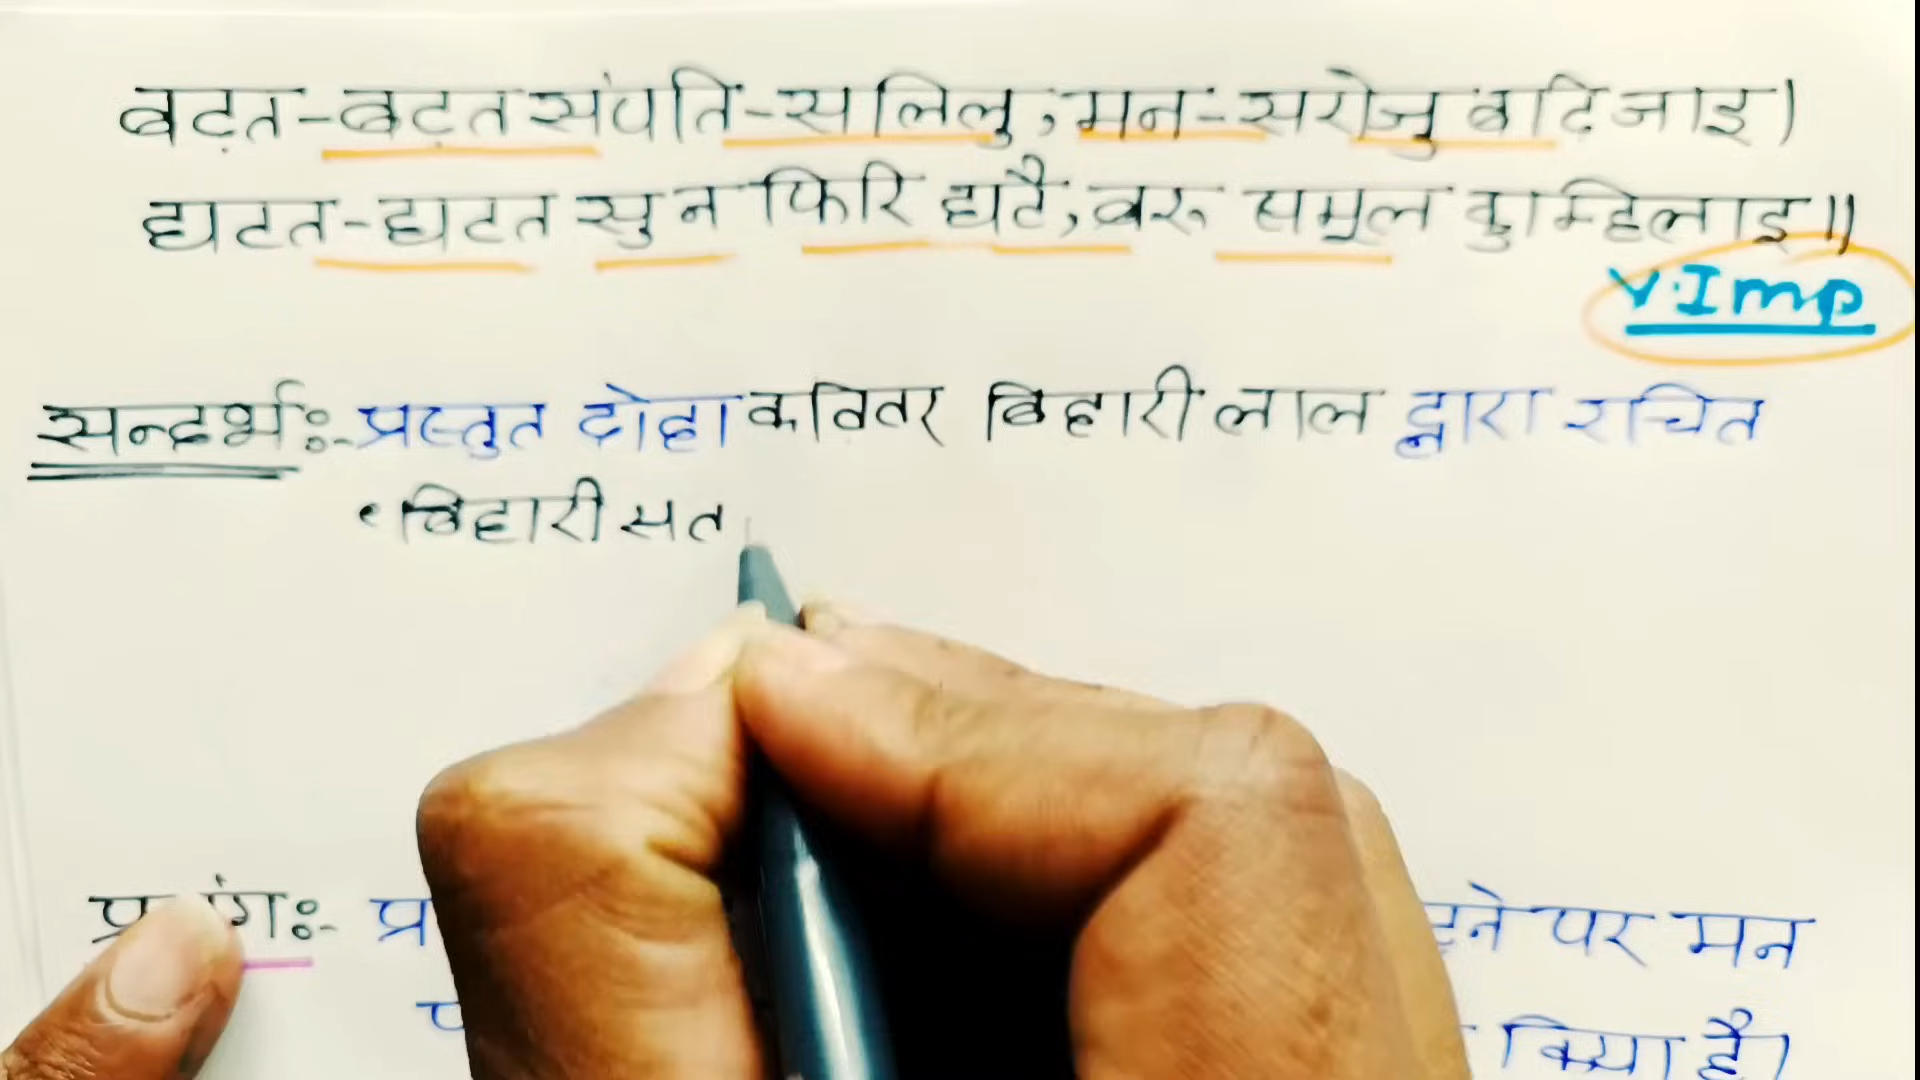 बढ़त-बढ़त संपति-सलिलु, मन-सरोजु बाढ़ि जाइ।
घटत-घटत सु न फिरि घटै, बरु समूल कुम्हिलाइ॥
V.Imp
सन्दर्भः- प्रस्तुत दोहा कविवर बिहारी लाल द्वारा रचित
'बिहारी सत
पर मन
किया है।